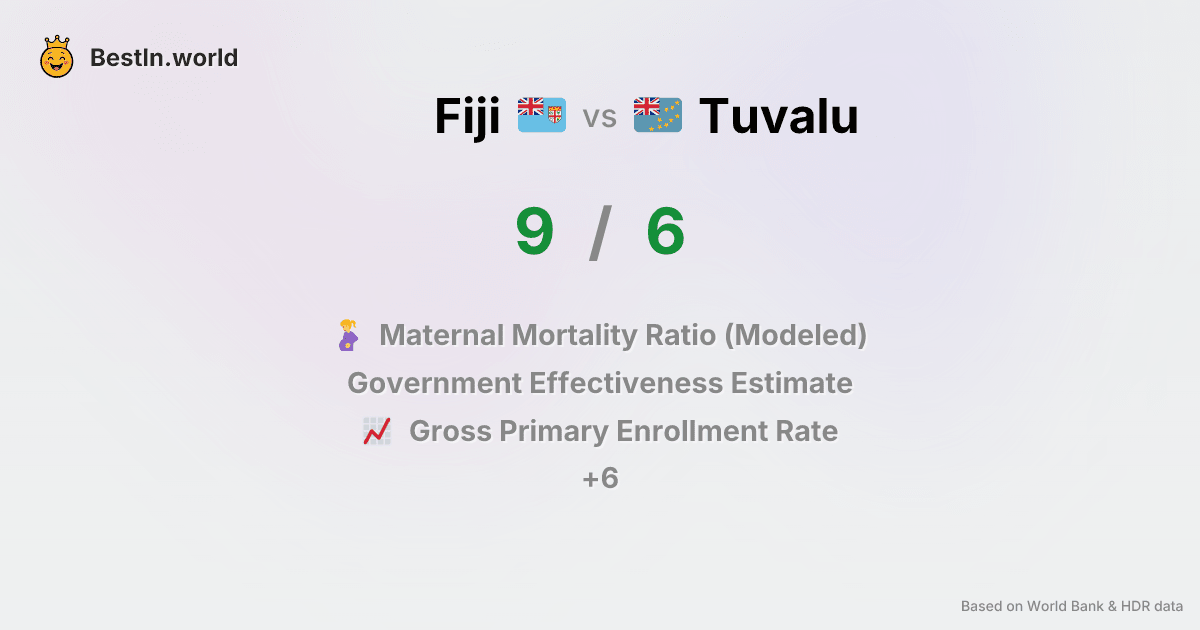 BestIn.world
Fiji vs Tuvalu
9 / 6
Maternal Mortality Ratio (Modeled)
Government Effectiveness Estimate
Gross Primary Enrollment Rate
+6
Based on World Bank & HDR data